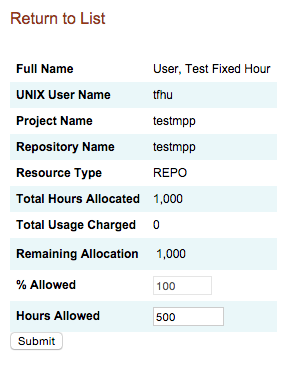 Return to List
Full Name User, Test Fixed Hour
UNIX User Name tfhu
Project Name testmpp
Repository Name testmpp
Resource Type REPO
Total Hours Allocated 1,000
Total Usage Charged 0
Remaining Allocation 1,000
% Allowed 100
Hours Allowed 500
Submit